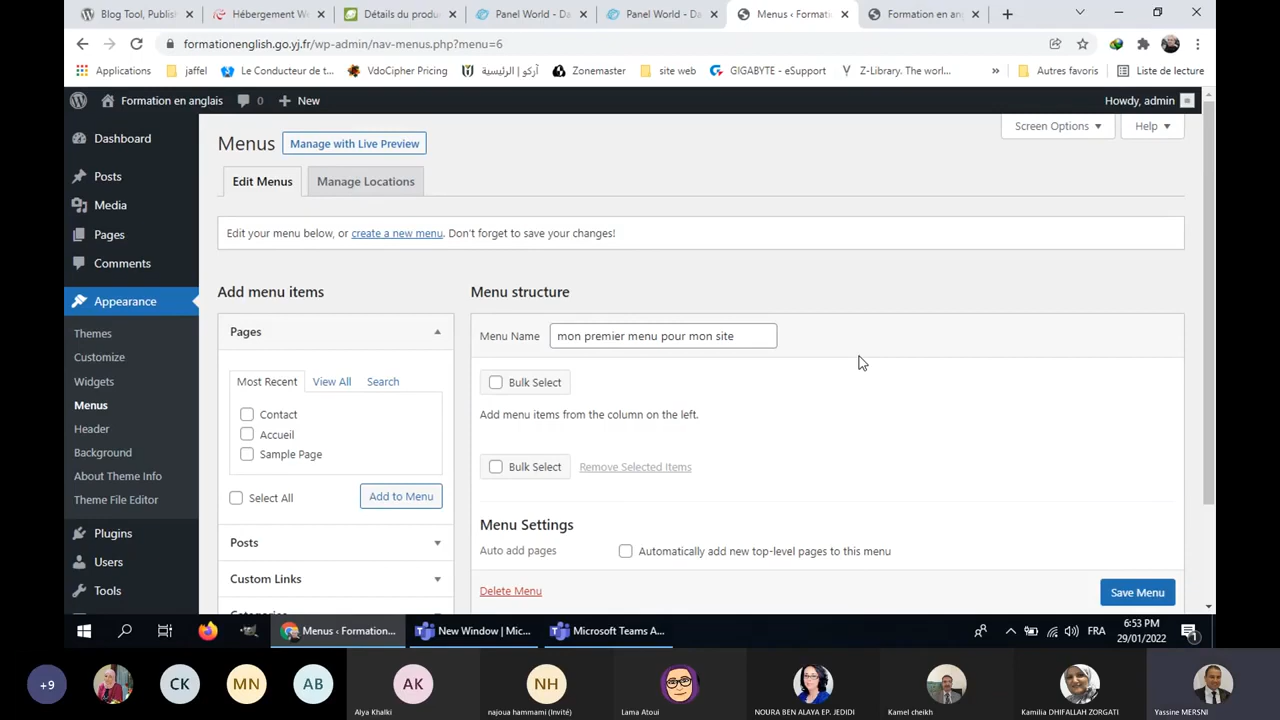 Blog Tool, Publish
Hébergement We
Détails du produ
Panel World - Da
Panel World - Da
Menus ‹ Formatio
Formation en ang
formationenglish.go.yj.fr/wp-admin/nav-menus.php?menu=6
Applications
jaffel
Le Conducteur de t...
VdoCipher Pricing
آركو | الرئيسية
Zonemaster
site web
GIGABYTE - eSupport
Z-Library. The worl...
»
Autres favoris
Liste de lecture
Formation en anglais
0
New
Howdy, admin
Dashboard
Posts
Media
Pages
Comments
Appearance
Themes
Customize
Widgets
Menus
Header
Background
About Theme Info
Theme File Editor
Plugins
Users
Tools
Menus
Manage with Live Preview
Screen Options
Help
Edit Menus
Manage Locations
Edit your menu below, or create a new menu. Don't forget to save your changes!
Add menu items
Pages
Most Recent
View All
Search
Contact
Accueil
Sample Page
Select All
Add to Menu
Posts
Custom Links
Menu structure
Menu Name
mon premier menu pour mon site
Bulk Select
Add menu items from the column on the left.
Bulk Select
Remove Selected Items
Menu Settings
Auto add pages
Automatically add new top-level pages to this menu
Delete Menu
Save Menu
Menus ‹ Formation...
New Window | Mic...
Microsoft Teams A...
FRA
6:53 PM
29/01/2022
1
+9
CK
MN
AB
AK
Alya Khalki
NH
najoua hammami (Invité)
Lama Atoui
NOURA BEN ALAYA EP. JEDIDI
Kamel cheikh
Kamilia DHIFALLAH ZORGATI
Yassine MERSNI